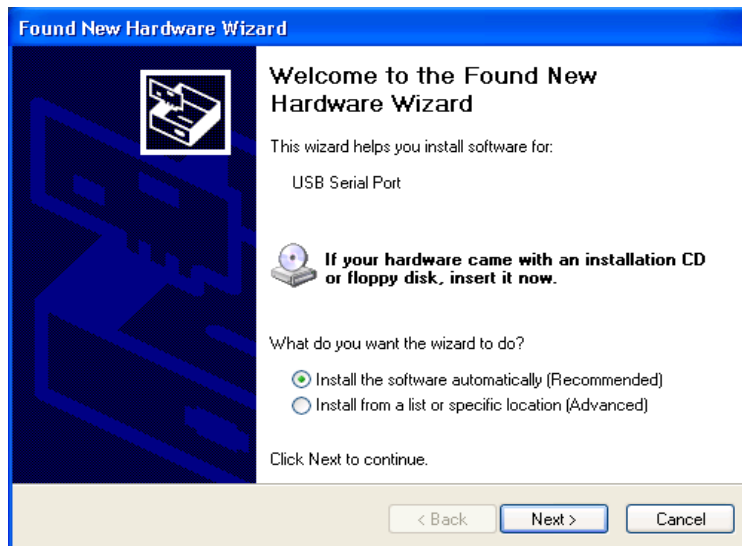 Found New Hardware Wizard
Welcome to the Found New
Hardware Wizard
This wizard helps you install software for:
USB Serial Port
If your hardware came with an installation CD
or floppy disk, insert it now.
What do you want the wizard to do?
Install the software automatically (Recommended)
Install from a list or specific location (Advanced)
Click Next to continue.
< Back Next > Cancel